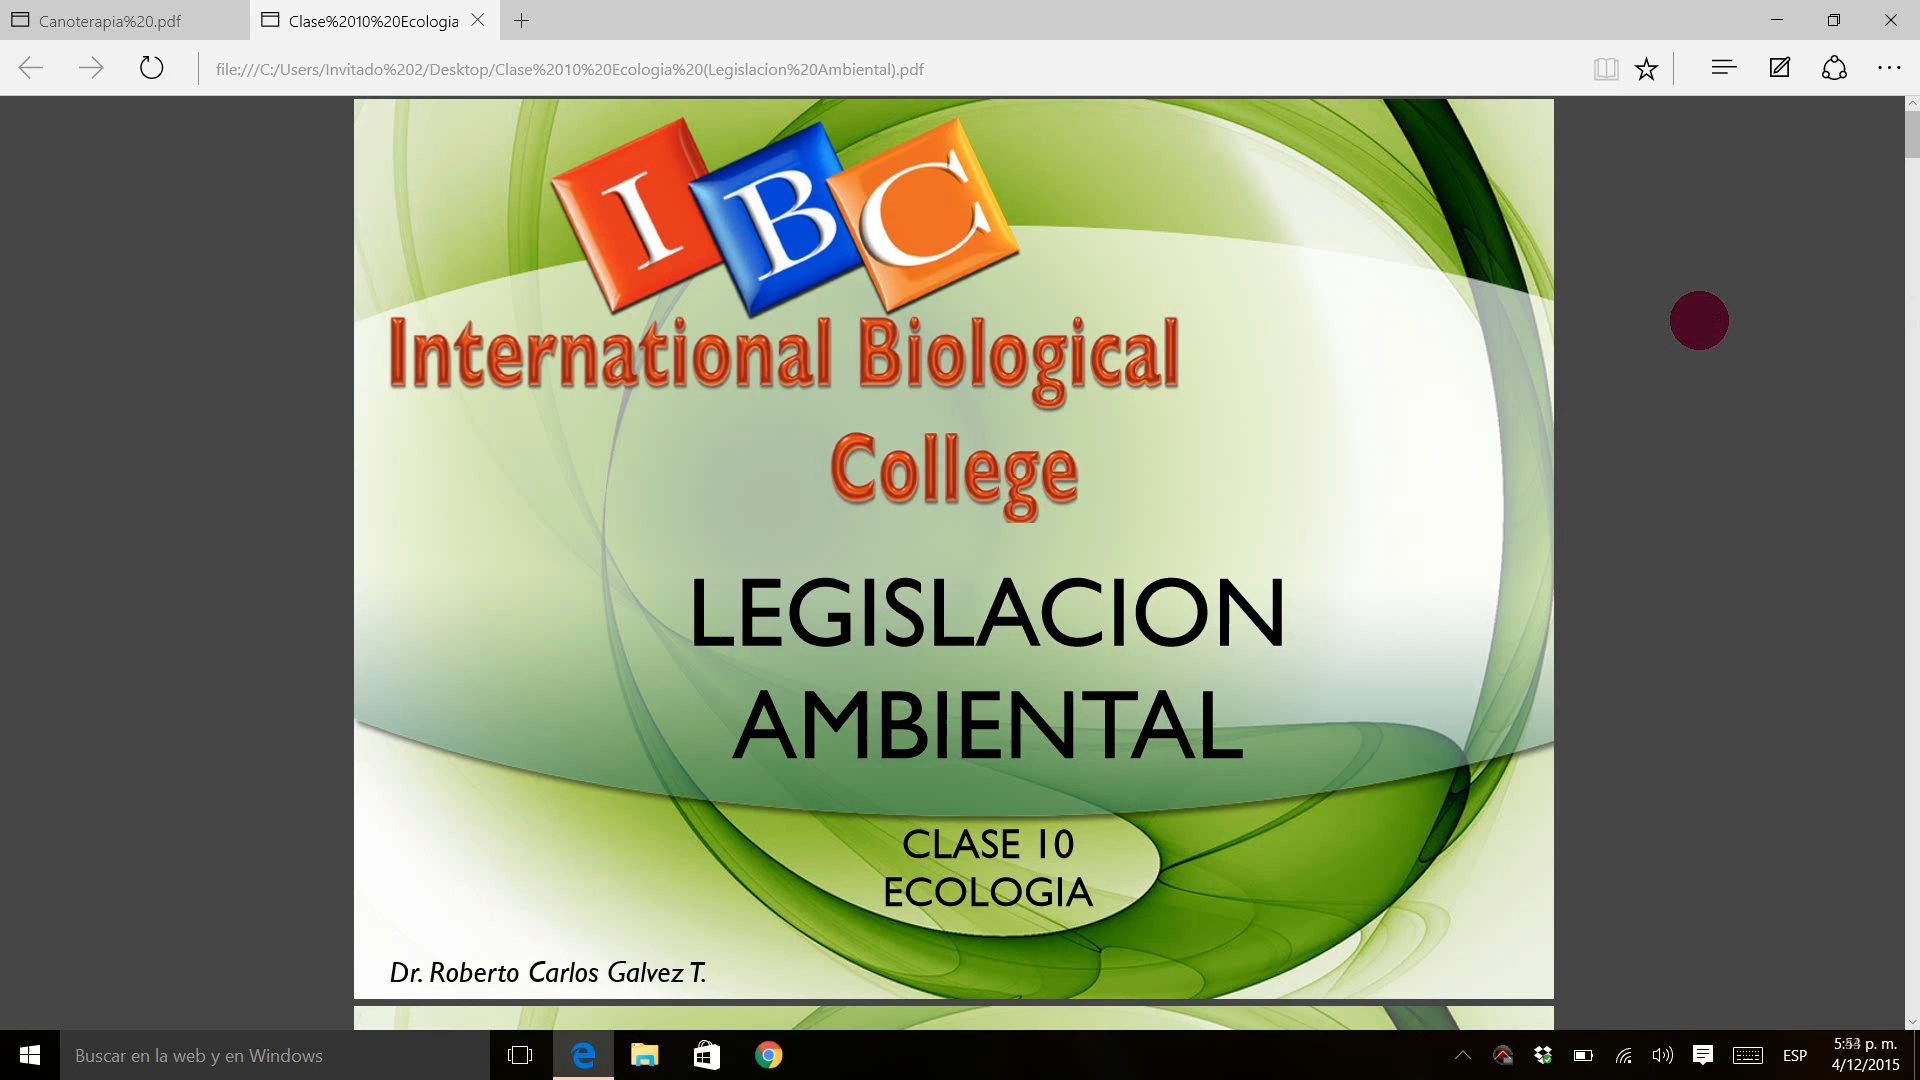 Canoterapia%20.pdf
Clase%2010%20Ecologia
file:///C:/Users/Invitado%202/Desktop/Clase%2010%20Ecologia%20(Legislacion%20Ambiental).pdf
IBC
International Biological
College
LEGISLACION
AMBIENTAL
CLASE 10
ECOLOGIA
Dr. Roberto Carlos Galvez T.
Buscar en la web y en Windows
ESP
p. m.
4/12/2015